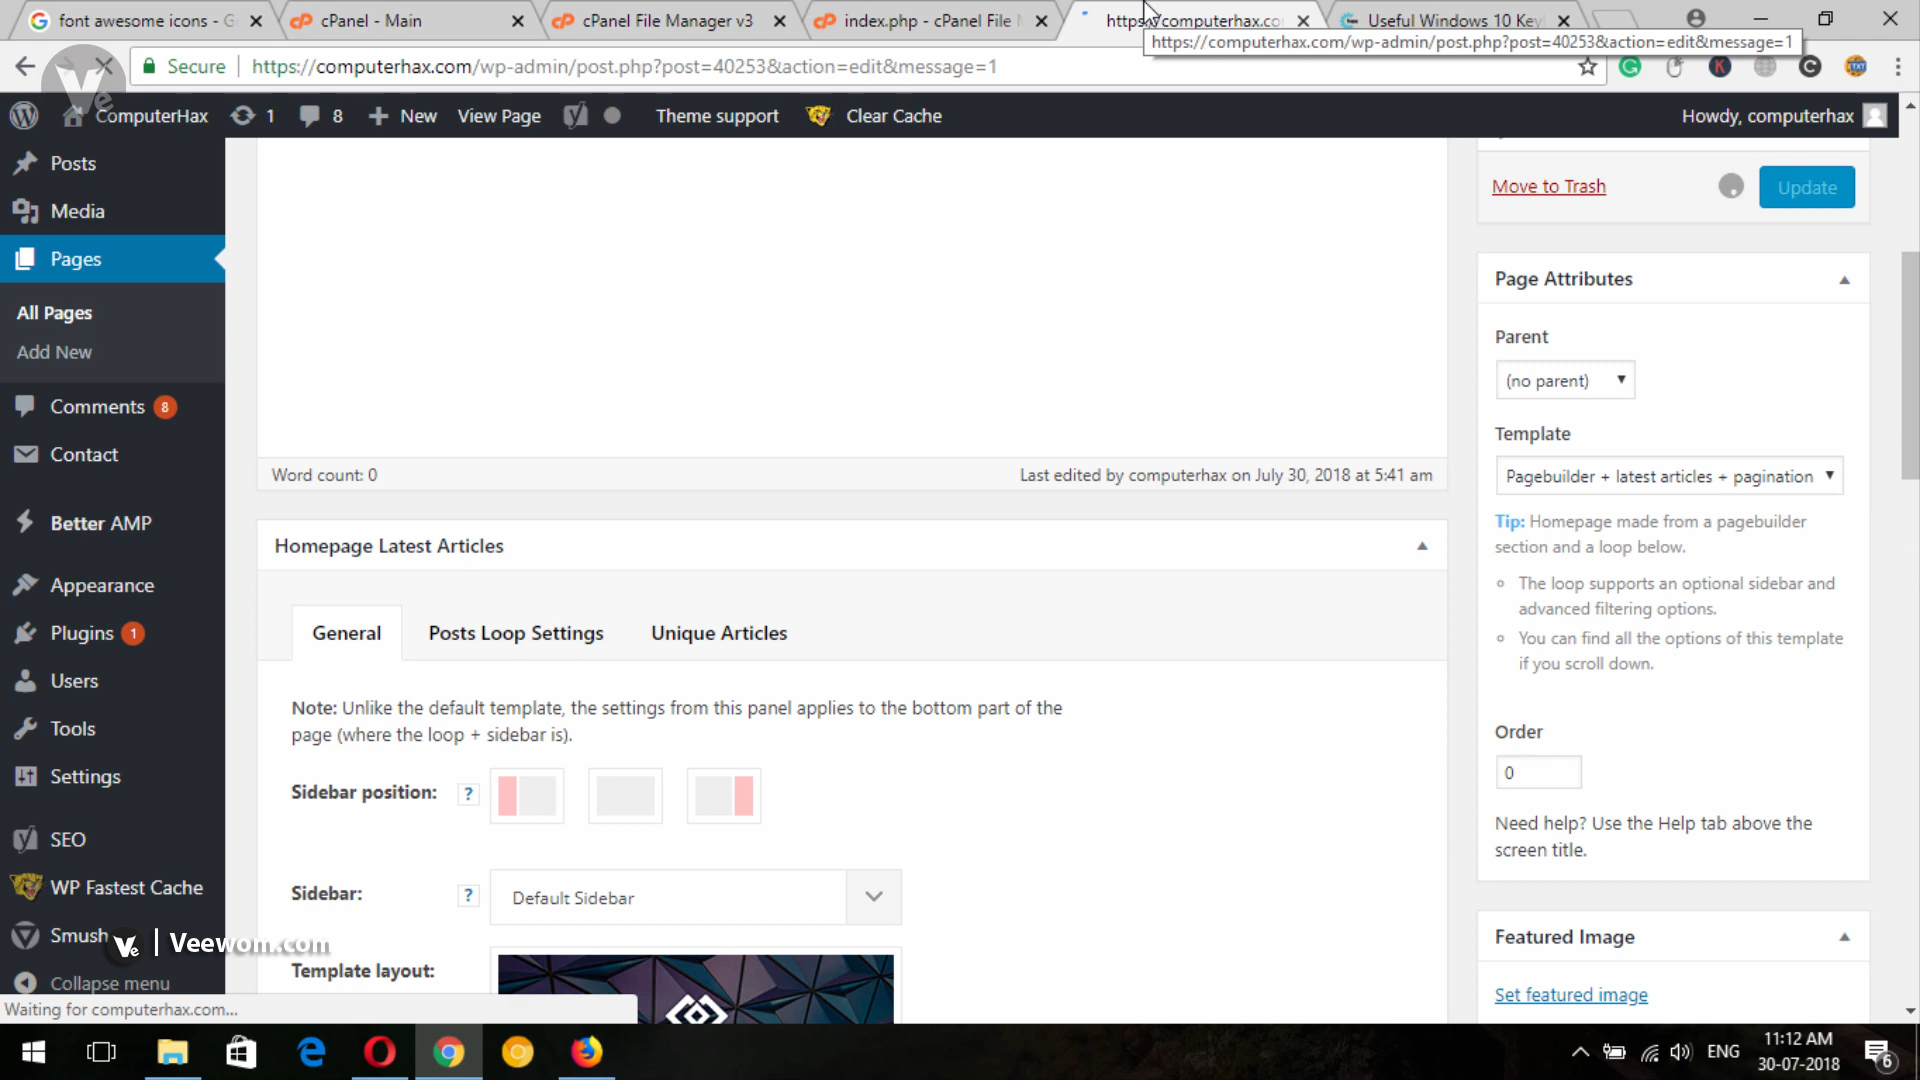 font awesome icons - G
cPanel - Main
cPanel File Manager v3
index.php - cPanel File M
https://computerhax.co
Useful Windows 10 Key
https://computerhax.com/wp-admin/post.php?post=40253&action=edit&message=1
Secure
https://computerhax.com/wp-admin/post.php?post=40253&action=edit&message=1
ComputerHax
1
8
New
View Page
Theme support
Clear Cache
Howdy, computerhax
Posts
Media
Pages
All Pages
Add New
Comments 8
Contact
Better AMP
Appearance
Plugins 1
Users
Tools
Settings
SEO
WP Fastest Cache
Smush
Collapse menu
Ve | Veewom.com
Waiting for computerhax.com...
Word count: 0
Last edited by computerhax on July 30, 2018 at 5:41 am
Homepage Latest Articles
General
Posts Loop Settings
Unique Articles
Note: Unlike the default template, the settings from this panel applies to the bottom part of the
page (where the loop + sidebar is).
Sidebar position:
?
Sidebar:
?
Default Sidebar
Template layout:
Move to Trash
Update
Page Attributes
Parent
(no parent)
Template
Pagebuilder + latest articles + pagination
Tip: Homepage made from a pagebuilder
section and a loop below.
The loop supports an optional sidebar and
advanced filtering options.
You can find all the options of this template
if you scroll down.
Order
0
Need help? Use the Help tab above the
screen title.
Featured Image
Set featured image
ENG
11:12 AM
30-07-2018
6